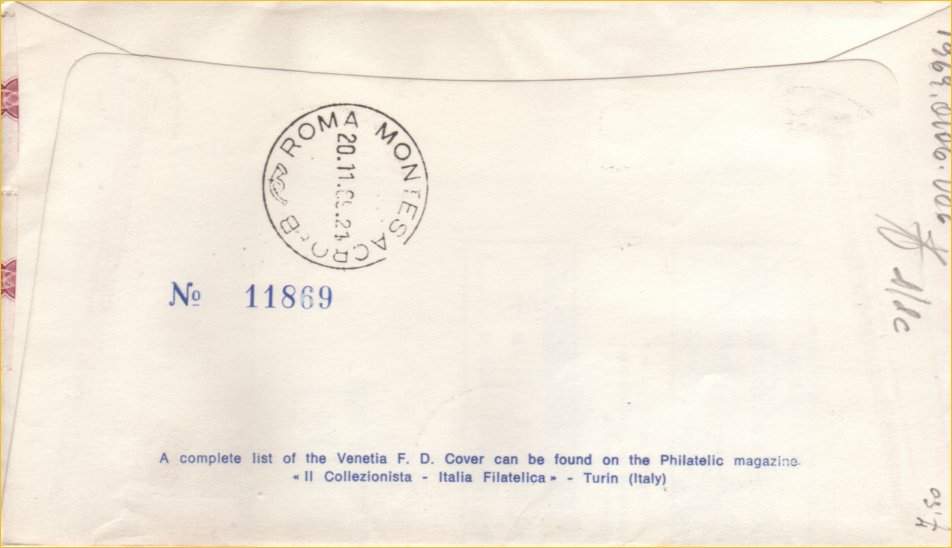 ROMA MONTESACRO - B
20.11.6
Nº 11869
A complete list of the Venetia F. D. Cover can be found on the Philatelic magazine
« Il Collezionista - Italia Filatelica » - Turin (Italy)